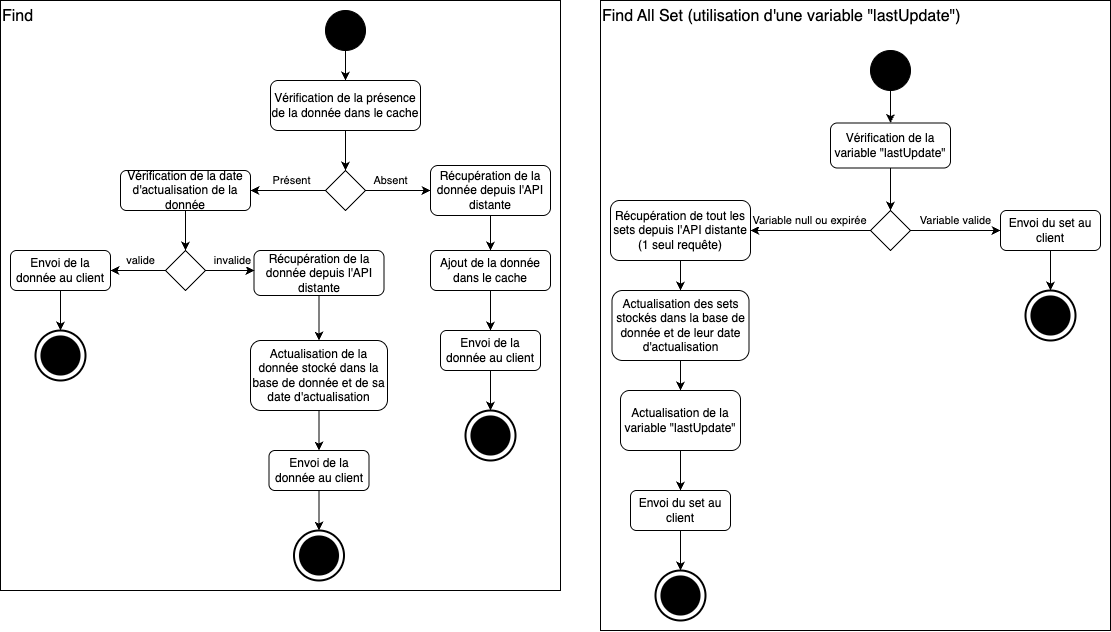 Find
Vérification de la présence
de la donnée dans le cache
Présent
Absent
Vérification de la date
d'actualisation de la
donnée
Récupération de la
donnée depuis l'API
distante
valide
invalide
Envoi de la
donnée au client
Récupération de la
donnée depuis l'API
distante
Ajout de la donnée
dans le cache
Actualisation de la
donnée stocké dans la
base de donnée et de sa
date d'actualisation
Envoi de la
donnée au client
Envoi de la
donnée au client
Find All Set (utilisation d'une variable "lastUpdate")
Vérification de la
variable "lastUpdate"
Variable null ou expirée
Variable valide
Récupération de tout les
sets depuis l'API distante
(1 seul requête)
Envoi du set au
client
Actualisation des sets
stockés dans la base de
donnée et de leur date
d'actualisation
Actualisation de la
variable "lastUpdate"
Envoi du set au
client